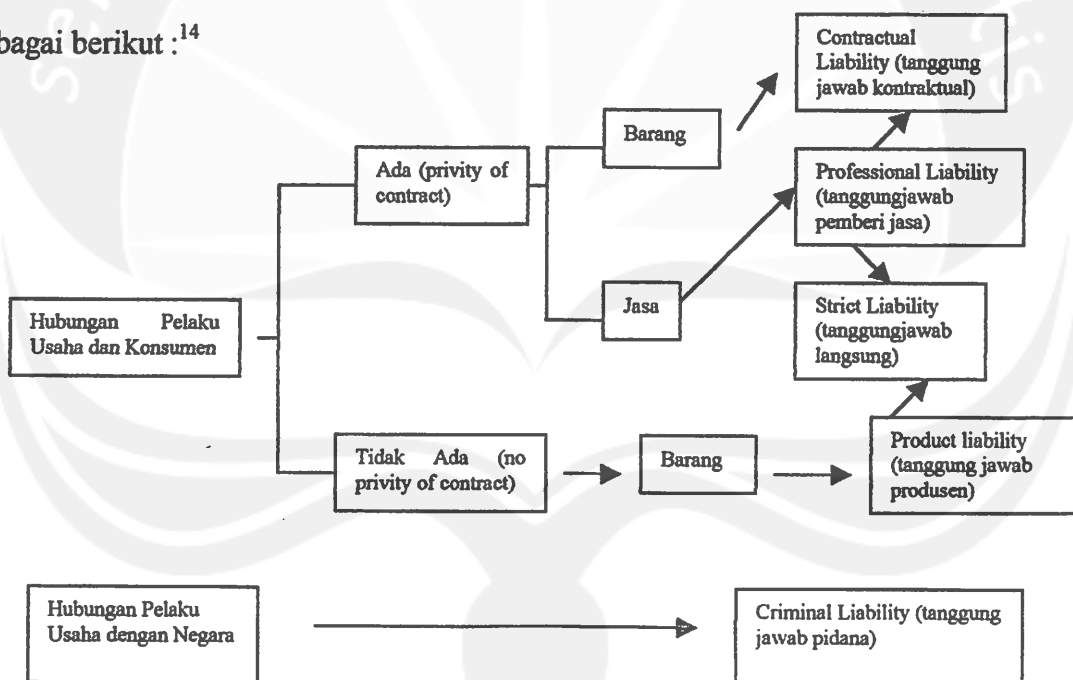 bagai berikut :14
Contractual
Liability (tanggung
jawab kontraktual)
Barang
Ada (privity of
contract)
Professional Liability
(tanggungjawab
pemberi jasa)
Jasa
Strict Liability
(tanggungjawab
langsung)
Hubungan Pelaku
Usaha dan Konsumen
Tidak Ada (no
privity of contract)
Barang
Product liability
(tanggung jawab
produsen)
Hubungan Pelaku
Usaha dengan Negara
Criminal Liability (tanggung
jawab pidana)